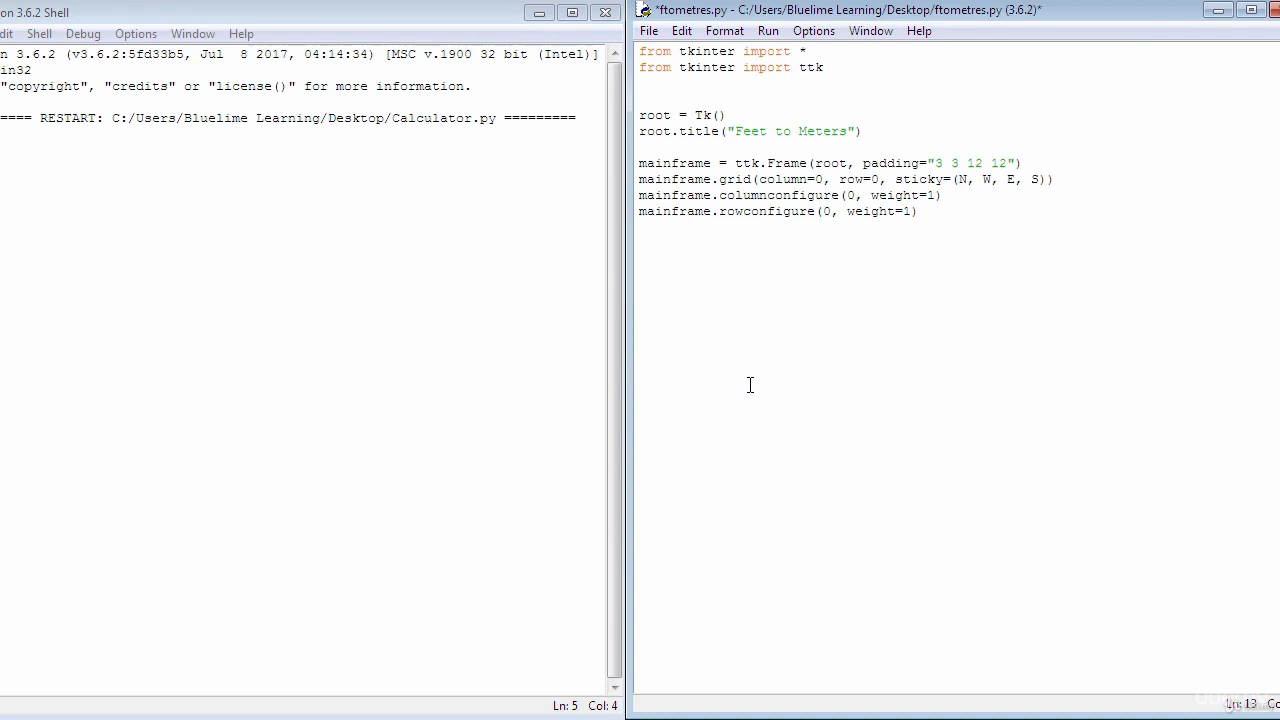 on 3.6.2 Shell
dit Shell Debug Options Window Help
n 3.6.2 (v3.6.2:5fd33b5, Jul  8 2017, 04:14:34) [MSC v.1900 32 bit (Intel)]
in32
"copyright", "credits" or "license()" for more information.
==== RESTART: C:/Users/Bluelime Learning/Desktop/Calculator.py =========
Ln: 5 Col: 4
*ftometres.py - C:/Users/Bluelime Learning/Desktop/ftometres.py (3.6.2)*
File Edit Format Run Options Window Help
from tkinter import *
from tkinter import ttk
root = Tk()
root.title("Feet to Meters")
mainframe = ttk.Frame(root, padding="3 3 12 12")
mainframe.grid(column=0, row=0, sticky=(N, W, E, S))
mainframe.columnconfigure(0, weight=1)
mainframe.rowconfigure(0, weight=1)
Ln: 13 Co